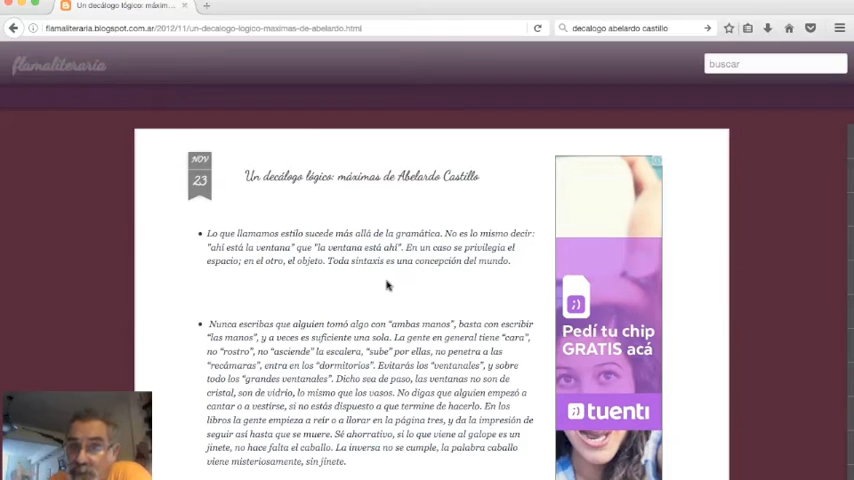 Un decálogo lógico: máxim...
flamaliteraria.blogspot.com.ar/2012/11/un-decalogo-logico-maximas-de-abelardo.html
decalogo abelardo castillo
flamaliteraria
buscar
NOV
23
Un decálogo lógico: máximas de Abelardo Castillo
Lo que llamamos estilo sucede más allá de la gramática. No es lo mismo decir:
"ahí está la ventana" que "la ventana está ahí". En un caso se privilegia el
espacio; en el otro, el objeto. Toda sintaxis es una concepción del mundo.
Nunca escribas que alguien tomó algo con “ambas manos”, basta con escribir
“las manos”, y a veces es suficiente una sola. La gente en general tiene “cara”,
no “rostro”, no “asciende” la escalera, “sube” por ellas, no penetra a las
“recámaras”, entra en los “dormitorios”. Evitarás los “ventanales”, y sobre
todo los “grandes ventanales”. Dicho sea de paso, las ventanas no son de
cristal, son de vidrio, lo mismo que los vasos. No digas que alguien empezó a
cantar o a vestirse, si no estás dispuesto a que termine de hacerlo. En los
libros la gente empieza a reír o a llorar en la página tres, y da la impresión de
seguir así hasta que se muere. Sé ahorrativo, si lo que viene al galope es un
jinete, no hace falta el caballo. La inversa no se cumple, la palabra caballo
viene misteriosamente, sin jinete.
Pedí tu chip
GRATIS acá
tuenti